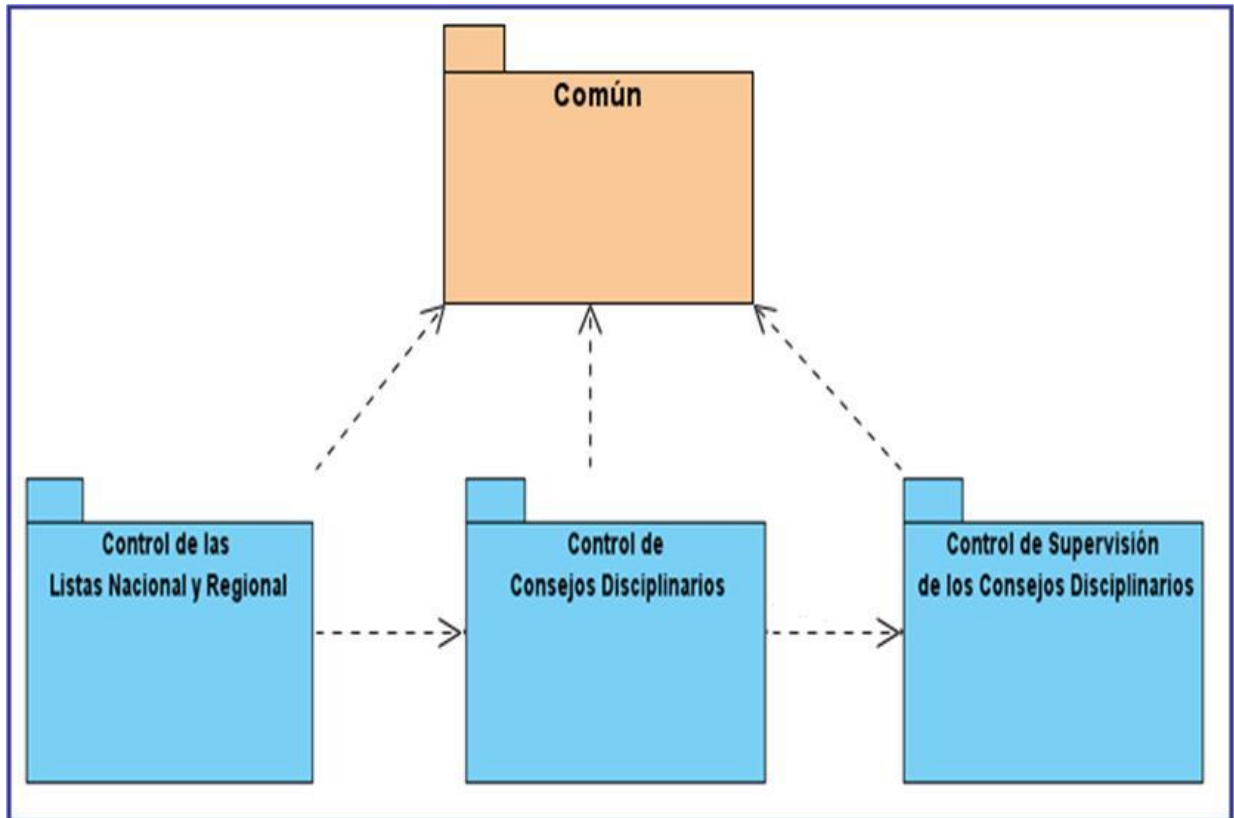 Común
Control de las
Listas Nacional y Regional
Control de
Consejos Disciplinarios
Control de Supervisión
de los Consejos Disciplinarios